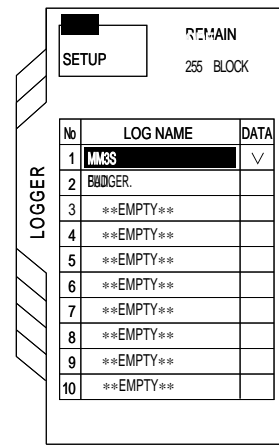 SETUP
REMAIN
255 BLOCK
LOGGER
No LOG NAME DATA
1
2
3 **EMPTY**
4 **EMPTY**
5 **EMPTY**
6 **EMPTY**
7 **EMPTY**
8 **EMPTY**
9 **EMPTY**
10 **EMPTY**